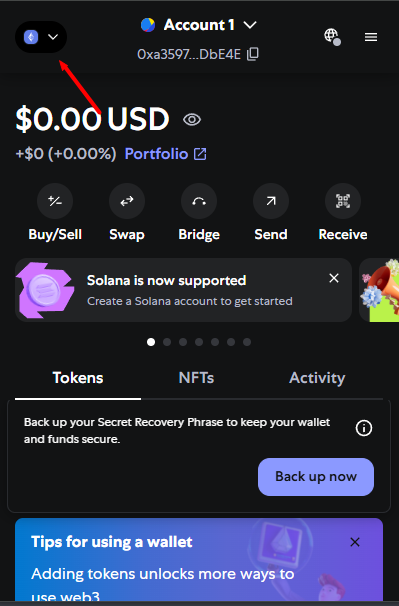 Account 1
0xa3597...DbE4E
$0.00 USD
+$0 (+0.00%) Portfolio
Buy/Sell Swap Bridge Send Receive
Solana is now supported
Create a Solana account to get started
Tokens NFTs Activity
Back up your Secret Recovery Phrase to keep your wallet
and funds secure.
Back up now
Tips for using a wallet
Adding tokens unlocks more ways to
use web3.